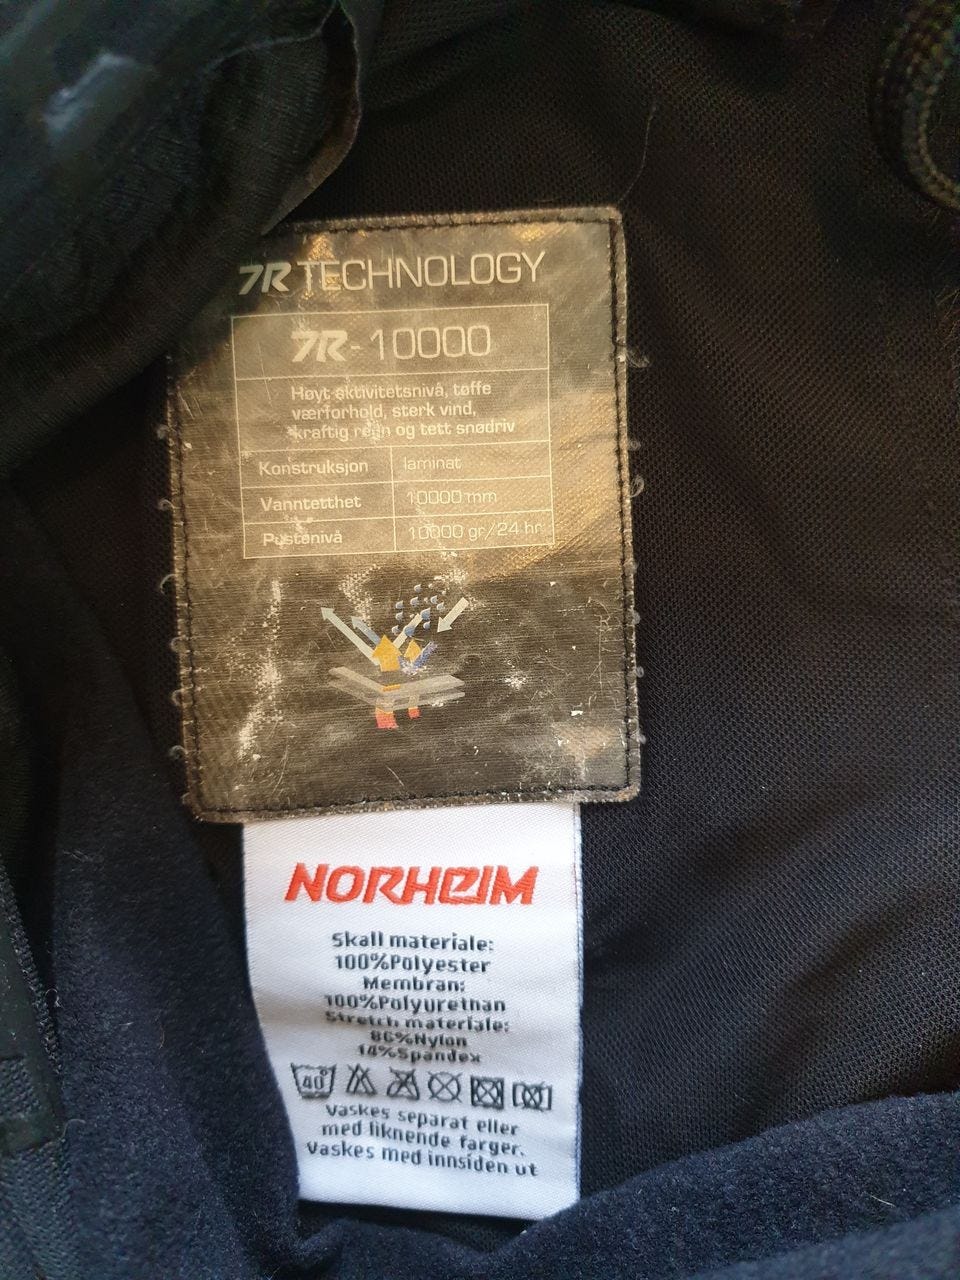 7R TECHNOLOGY
7R-10000
Høyt aktivitetsnivå, tøffe
værforhold, sterk vind,
kraftig regn og tett snødriv
Konstruksjon laminat
Vanntetthet 10000 mm
Pustenivå 10000 gr/24 hr
NORHEIM
Skall materiale:
100%Polyester
Membran:
100%Polyurethan
Stretch materiale:
86%Nylon
14%Spandex
40°
Vaskes separat eller
med liknende farger.
Vaskes med innsiden ut